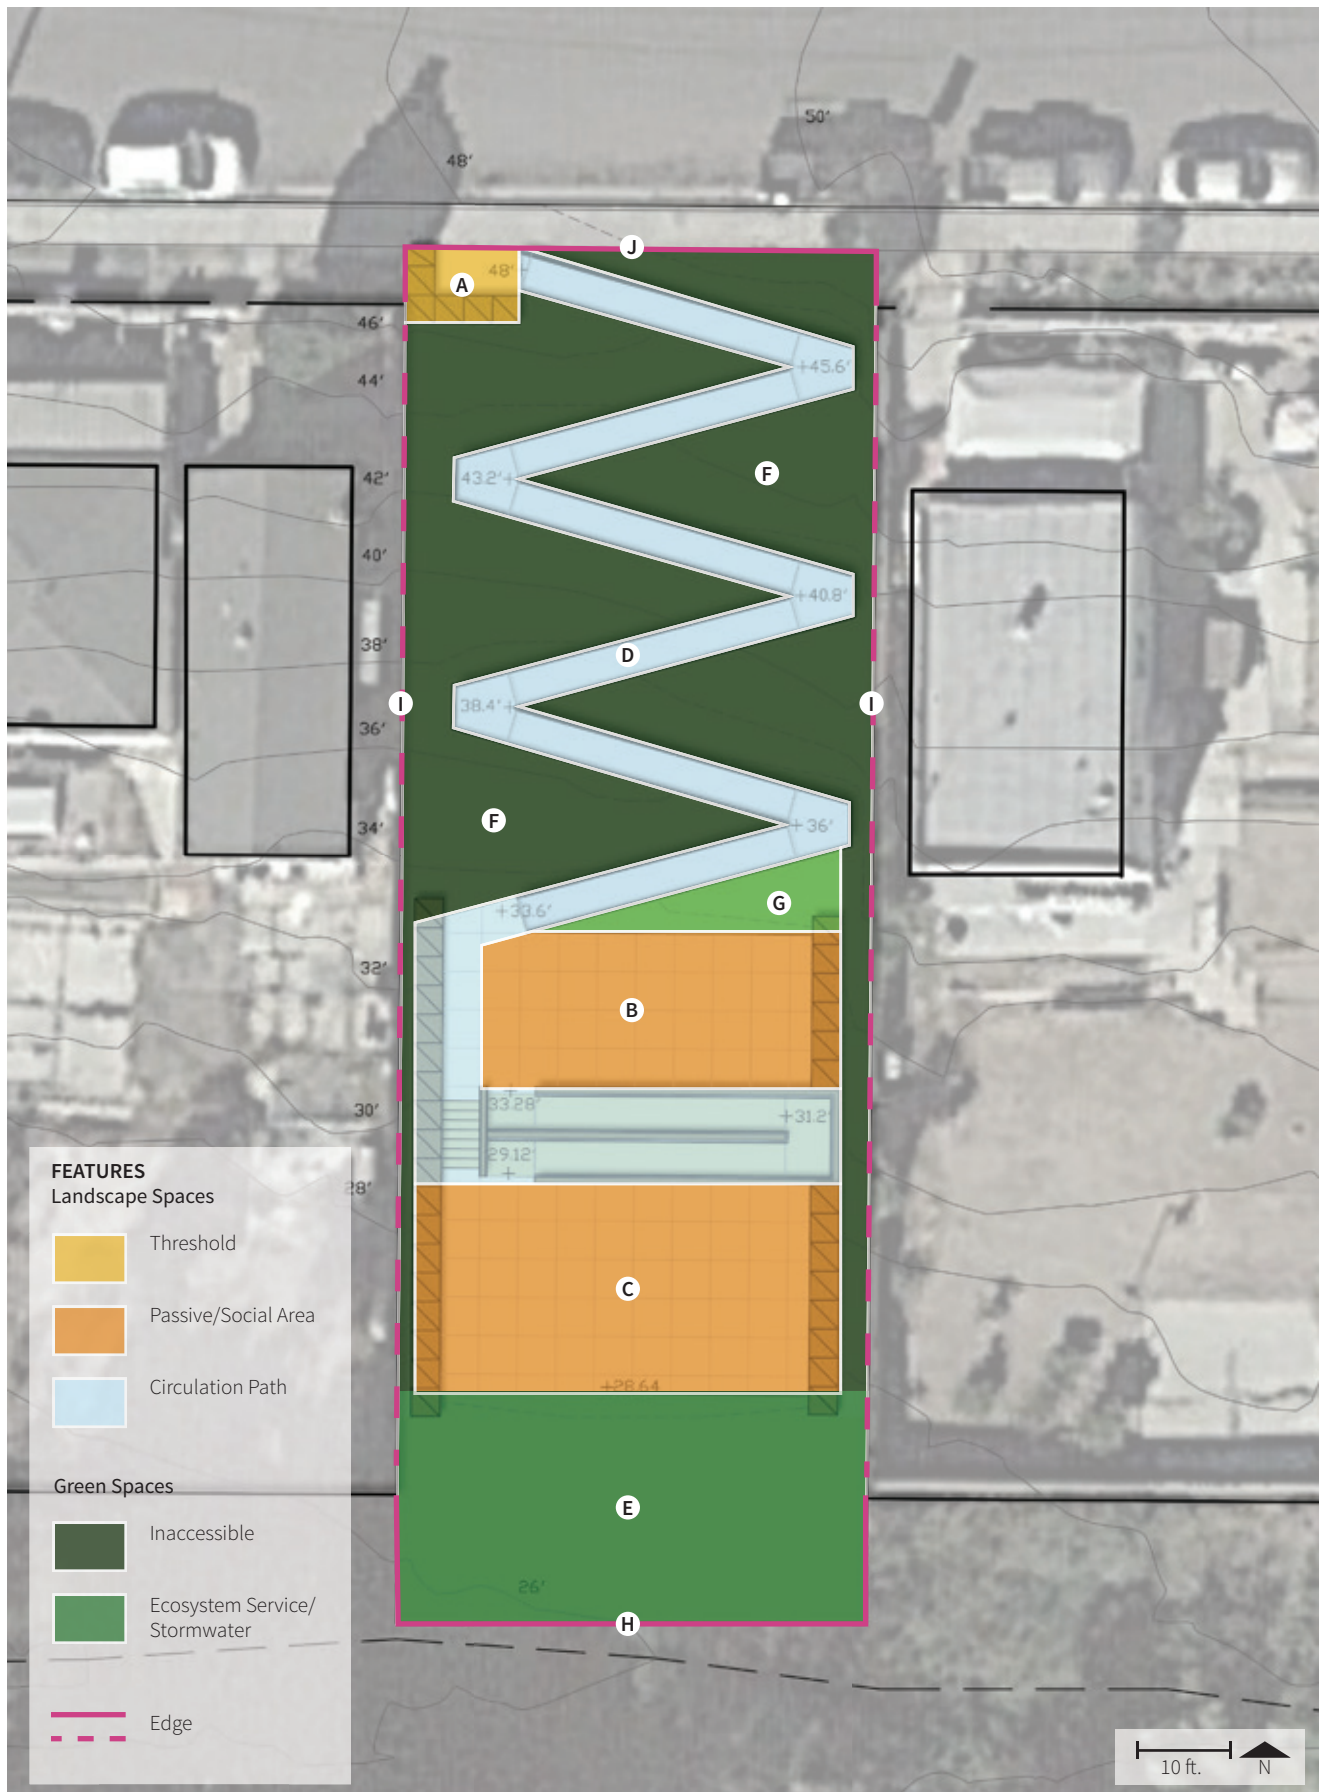 50'
48'
J
48'
A
46'
44'
+45.6'
F
42'
43.2'+
40'
+40.8'
38'
D
I
I
38.4'+
36'
F
34'
+36'
G
+33.6'
32'
B
30'
33.28'
+
+31.2'
29.12'
+
28'
C
+28.64
E
26'
H
FEATURES
Landscape Spaces
Threshold
Passive/Social Area
Circulation Path
Green Spaces
Inaccessible
Ecosystem Service/
Stormwater
Edge
10 ft.
N